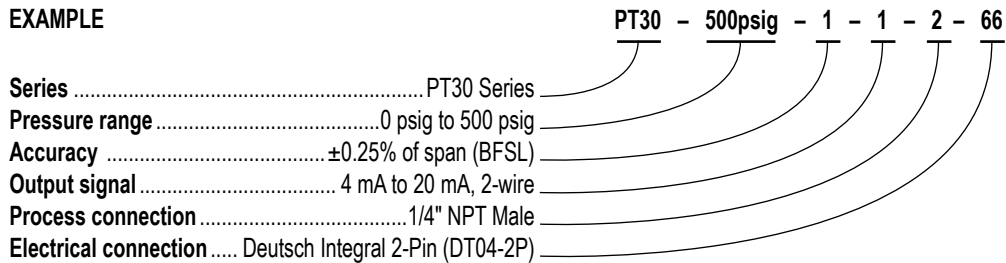 EXAMPLE PT30 – 500psig – 1 – 1 – 2 – 66
Series ................................................................ PT30 Series
Pressure range ......................................... 0 psig to 500 psig
Accuracy ........................................ ±0.25% of span (BFSL)
Output signal .................................... 4 mA to 20 mA, 2-wire
Process connection ...................................... 1/4" NPT Male
Electrical connection ..... Deutsch Integral 2-Pin (DT04-2P)